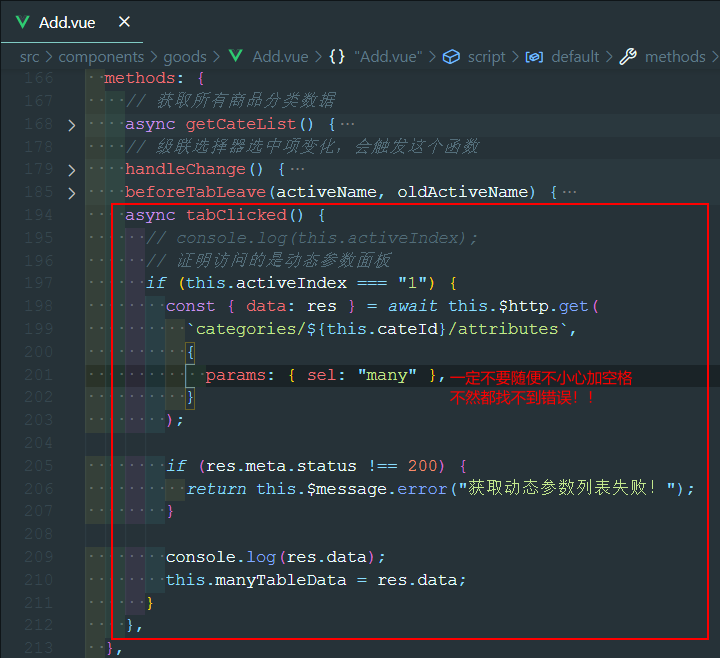 Add.vue ×
src > components > goods > Add.vue > {} "Add.vue" > script > default > methods >
166 methods: {
167 // 获取所有商品分类数据
168 > async getCateList() {…
178 // 级联选择器选中项变化，会触发这个函数
179 > handleChange() {…
185 > beforeTabLeave(activeName, oldActiveName) {…
194 async tabClicked() {
195 // console.log(this.activeIndex);
196 // 证明访问的是动态参数面板
197 if (this.activeIndex === "1") {
198 const { data: res } = await this.$http.get(
199 `categories/${this.cateId}/attributes`,
200 {
201 params: { sel: "many" }, 一定不要随便不小心加空格
202 } 不然都找不到错误！！
203 );
204
205 if (res.meta.status !== 200) {
206 return this.$message.error("获取动态参数列表失败！");
207 }
208
209 console.log(res.data);
210 this.manyTableData = res.data;
211 }
212 },
213 },